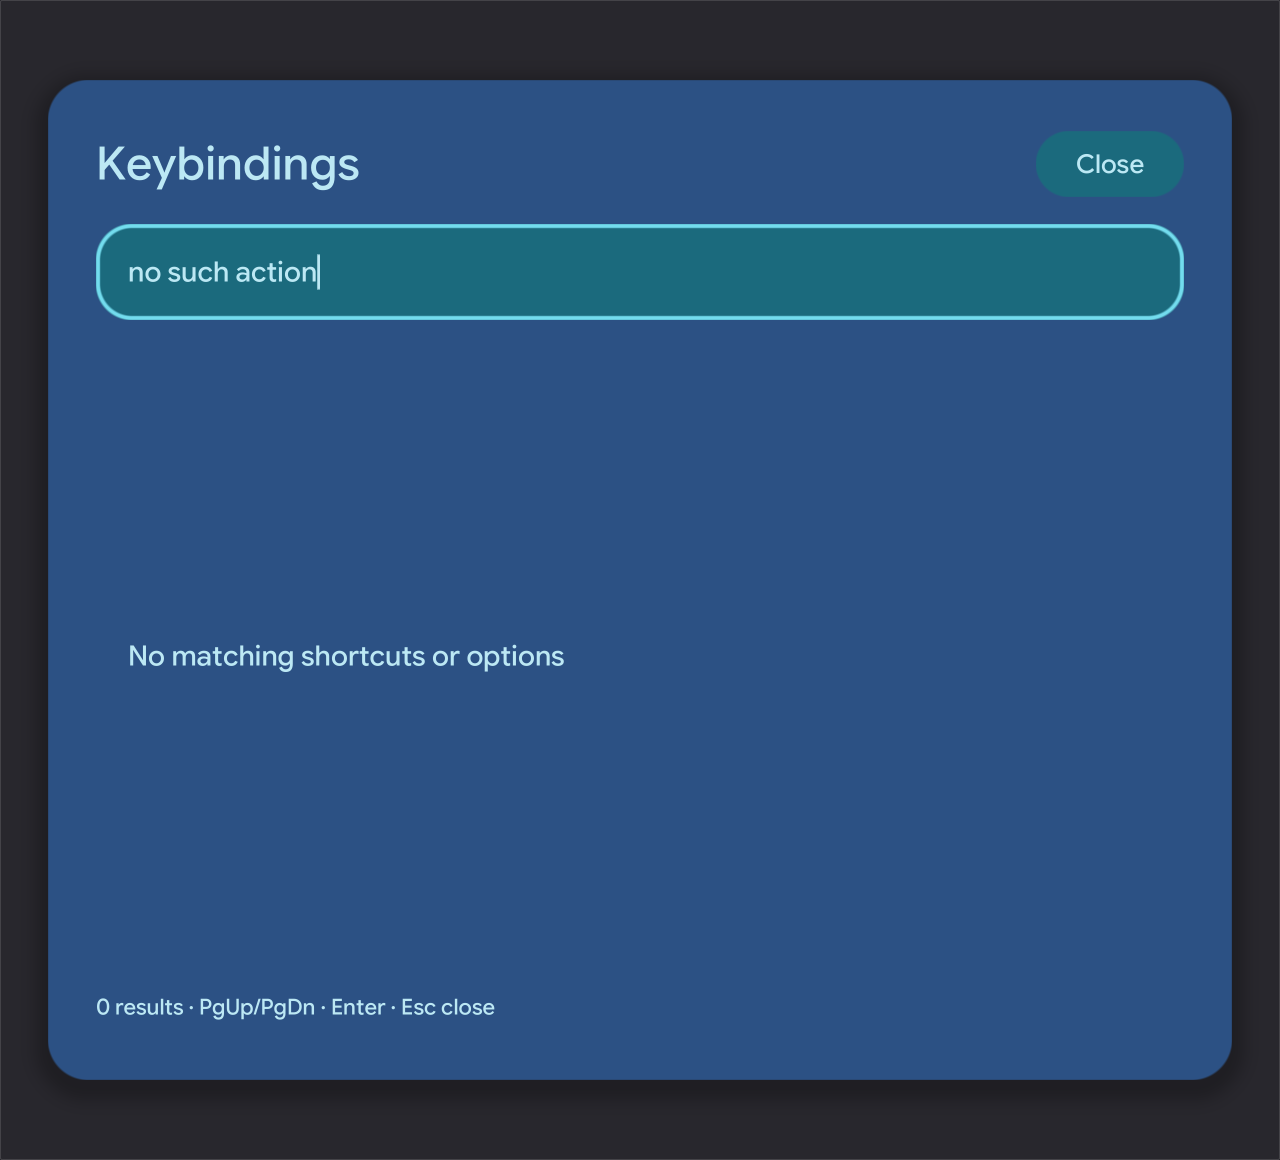 Keybindings
Close
no such action
No matching shortcuts or options
0 results · PgUp/PgDn · Enter · Esc close